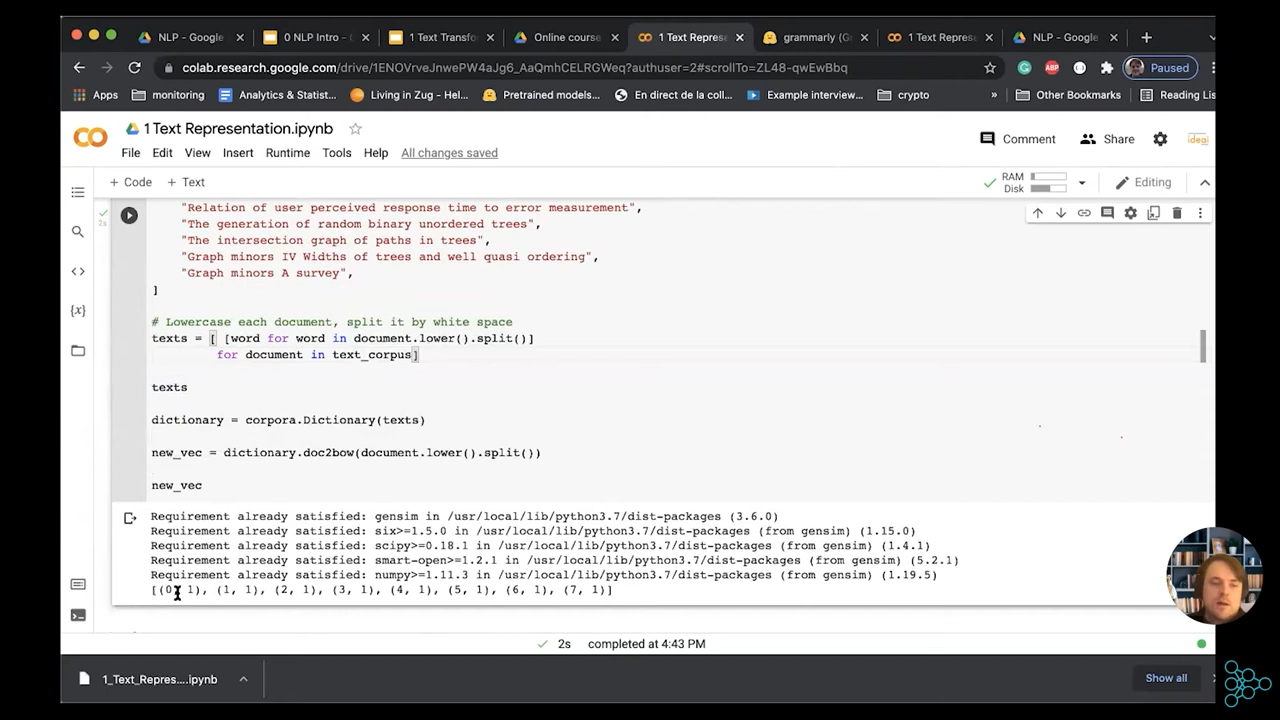 NLP - Google
0 NLP Intro -
1 Text Transfo
Online course
1 Text Repres
grammarly (G
1 Text Repres
NLP - Google
colab.research.google.com/drive/1ENOVrveJnwePW4aJg6_AaQmhCELRGWeq?authuser=2#scrollTo=ZL48-qwEwBbq
Paused
Apps
monitoring
Analytics & Statist...
Living in Zug - Hel...
Pretrained models...
En direct de la coll...
Example interview...
crypto
»
Other Bookmarks
Reading Lis
1 Text Representation.ipynb
Comment
Share
File Edit View Insert Runtime Tools Help All changes saved
+ Code + Text
RAM
Disk
Editing
2s
"Relation of user perceived response time to error measurement",
"The generation of random binary unordered trees",
"The intersection graph of paths in trees",
"Graph minors IV Widths of trees and well quasi ordering",
"Graph minors A survey",
]
# Lowercase each document, split it by white space
texts = [ [word for word in document.lower().split()]
for document in text_corpus]
texts
dictionary = corpora.Dictionary(texts)
new_vec = dictionary.doc2bow(document.lower().split())
new_vec
Requirement already satisfied: gensim in /usr/local/lib/python3.7/dist-packages (3.6.0)
Requirement already satisfied: six>=1.5.0 in /usr/local/lib/python3.7/dist-packages (from gensim) (1.15.0)
Requirement already satisfied: scipy>=0.18.1 in /usr/local/lib/python3.7/dist-packages (from gensim) (1.4.1)
Requirement already satisfied: smart-open>=1.2.1 in /usr/local/lib/python3.7/dist-packages (from gensim) (5.2.1)
Requirement already satisfied: numpy>=1.11.3 in /usr/local/lib/python3.7/dist-packages (from gensim) (1.19.5)
[(0, 1), (1, 1), (2, 1), (3, 1), (4, 1), (5, 1), (6, 1), (7, 1)]
2s completed at 4:43 PM
1_Text_Repres....ipynb
Show all